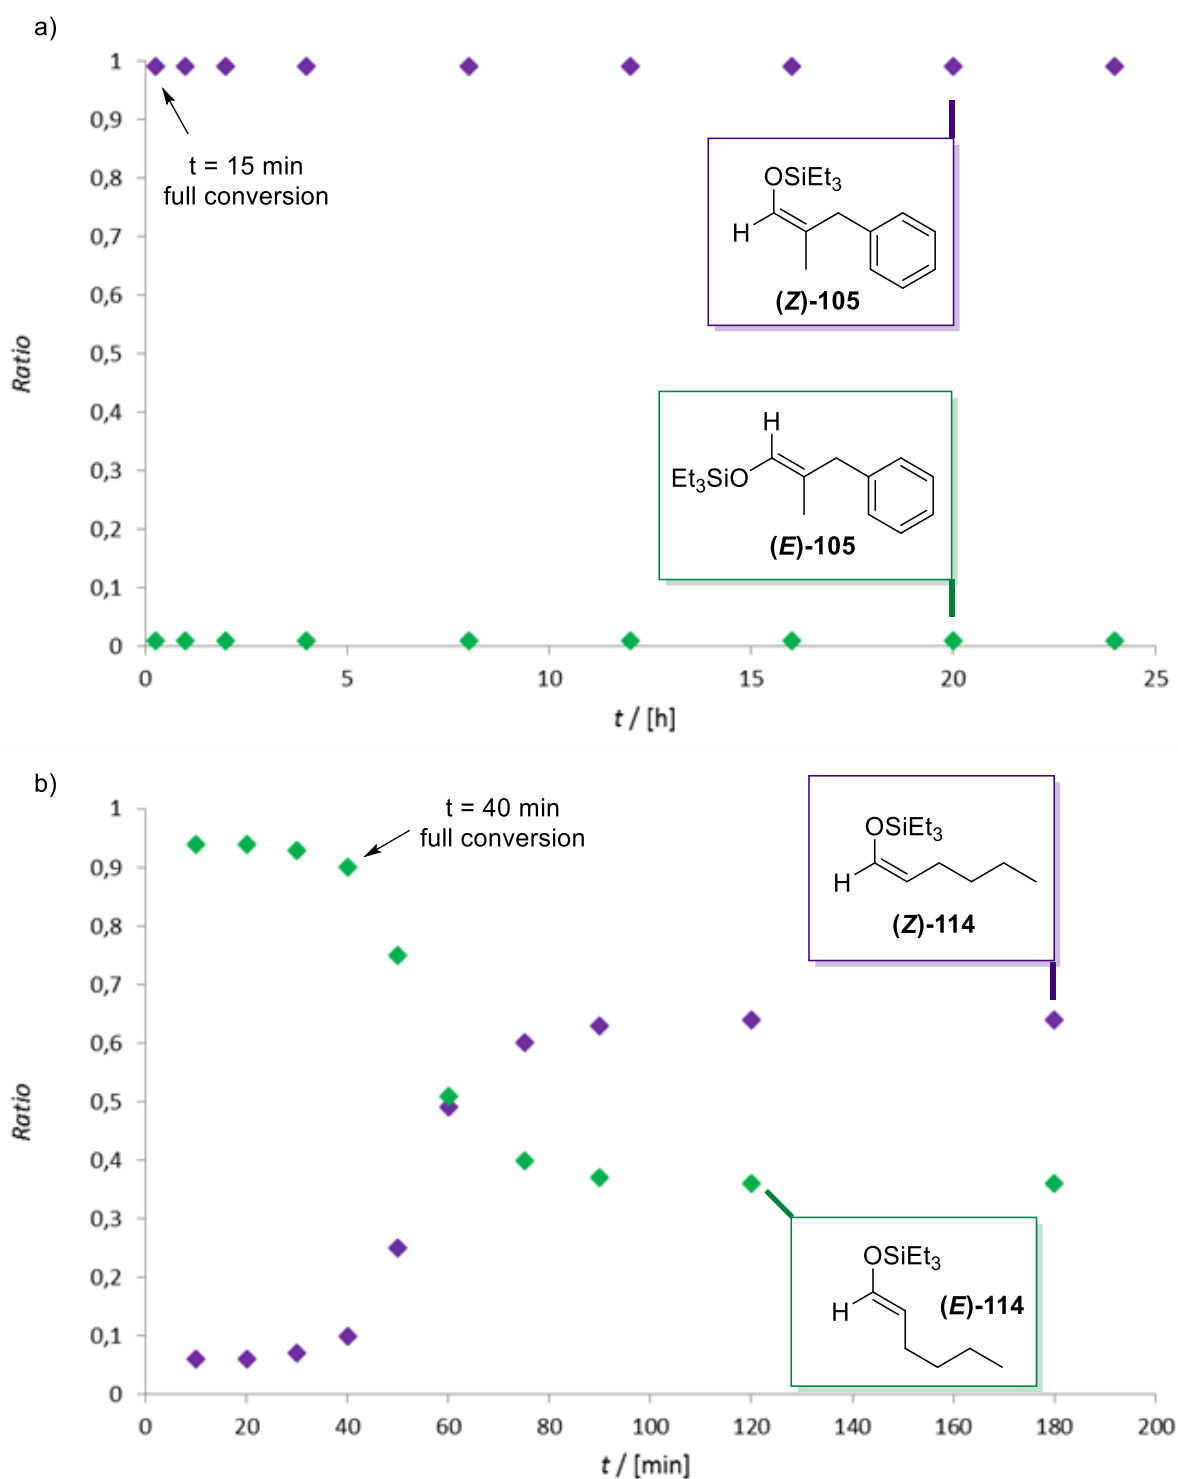 a)
1
0,9
0,8
0,7
0,6
0,5
0,4
0,3
0,2
0,1
0
Ratio
t = 15 min
full conversion
OSiEt3
H
(Z)-105
H
Et3SiO
(E)-105
0 5 10 15 20 25
t / [h]
b)
1
0,9
0,8
0,7
0,6
0,5
0,4
0,3
0,2
0,1
0
Ratio
t = 40 min
full conversion
OSiEt3
H
(Z)-114
OSiEt3
H
(E)-114
0 20 40 60 80 100 120 140 160 180 200
t / [min]